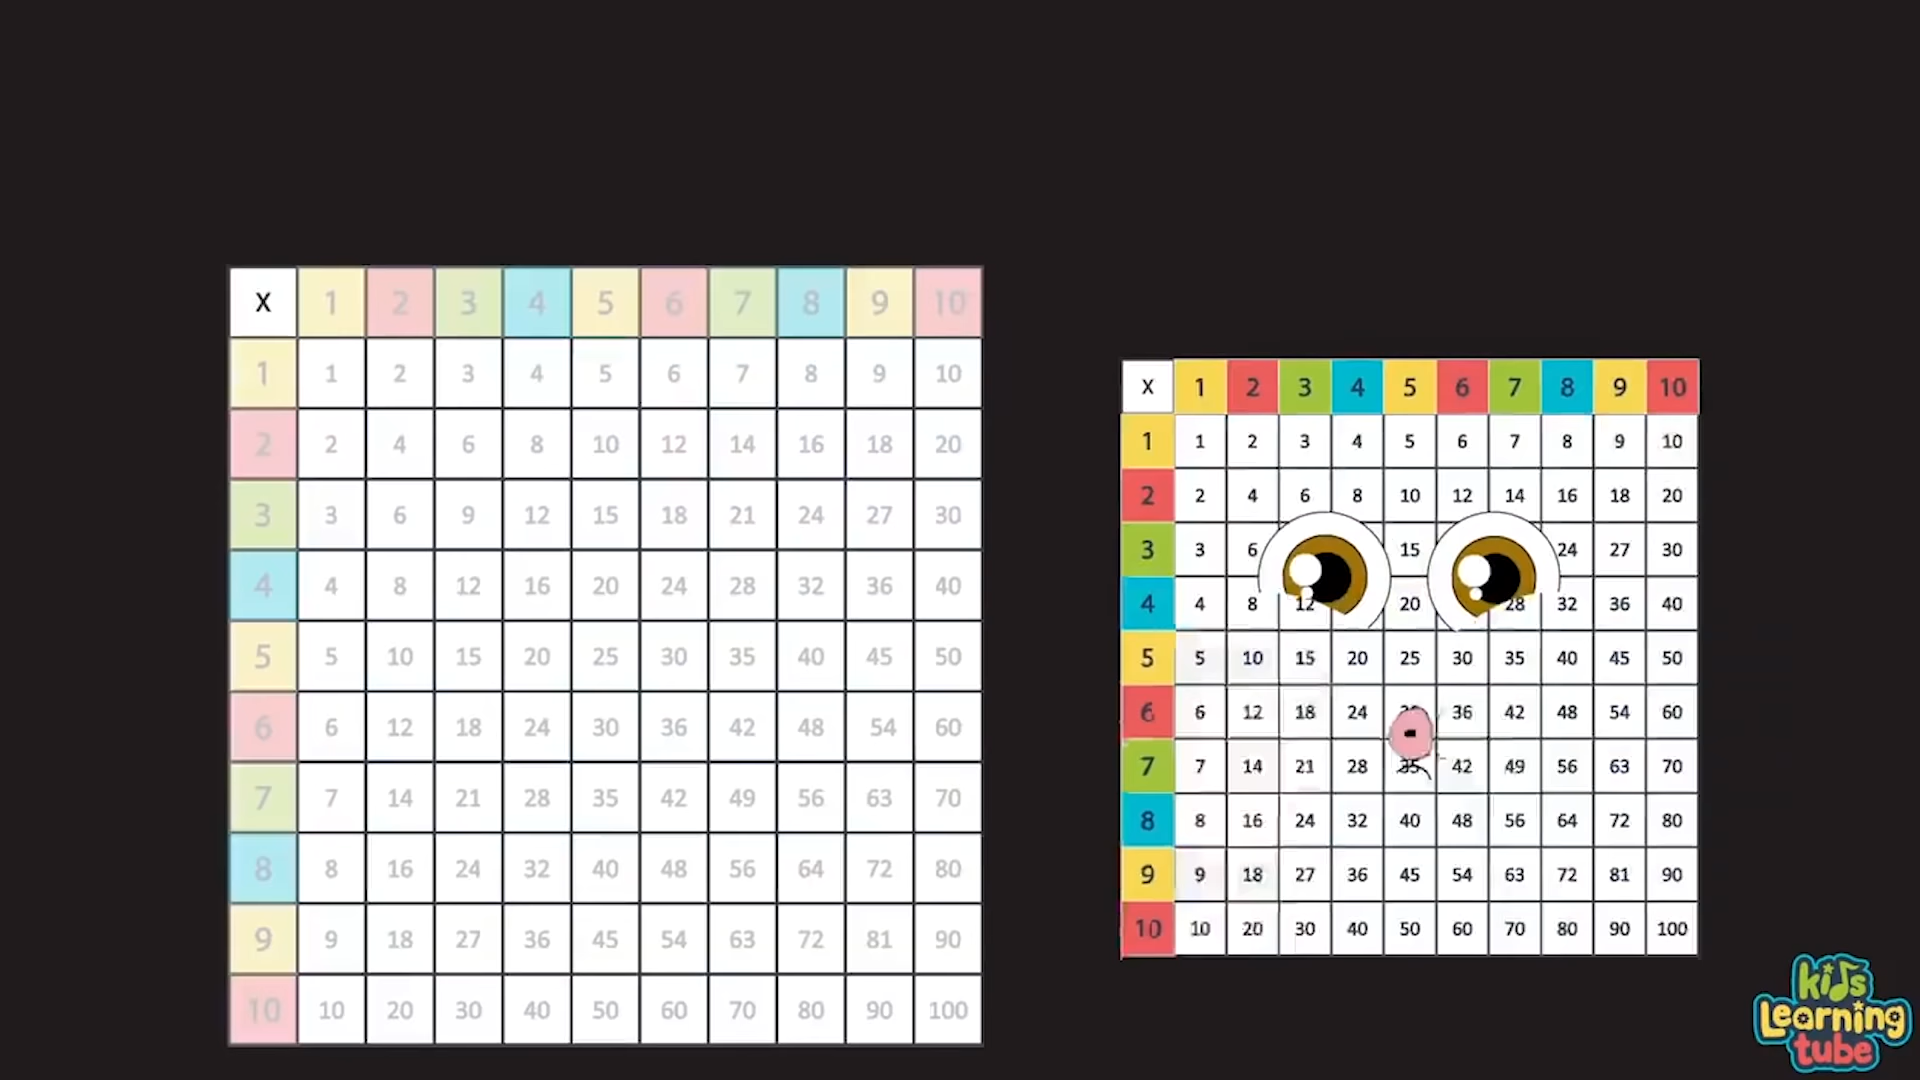 X 1 2 3 4 5 6 7 8 9 10
1 1 2 3 4 5 6 7 8 9 10
2 2 4 6 8 10 12 14 16 18 20
3 3 6 9 12 15 18 21 24 27 30
4 4 8 12 16 20 24 28 32 36 40
5 5 10 15 20 25 30 35 40 45 50
6 6 12 18 24 30 36 42 48 54 60
7 7 14 21 28 35 42 49 56 63 70
8 8 16 24 32 40 48 56 64 72 80
9 9 18 27 36 45 54 63 72 81 90
10 10 20 30 40 50 60 70 80 90 100
X 1 2 3 4 5 6 7 8 9 10
1 1 2 3 4 5 6 7 8 9 10
2 2 4 6 8 10 12 14 16 18 20
3 3 6 15 24 27 30
4 4 8 12 20 28 32 36 40
5 5 10 15 20 25 30 35 40 45 50
6 6 12 18 24 36 42 48 54 60
7 7 14 21 28 35 42 49 56 63 70
8 8 16 24 32 40 48 56 64 72 80
9 9 18 27 36 45 54 63 72 81 90
10 10 20 30 40 50 60 70 80 90 100
kids
Learning
tube